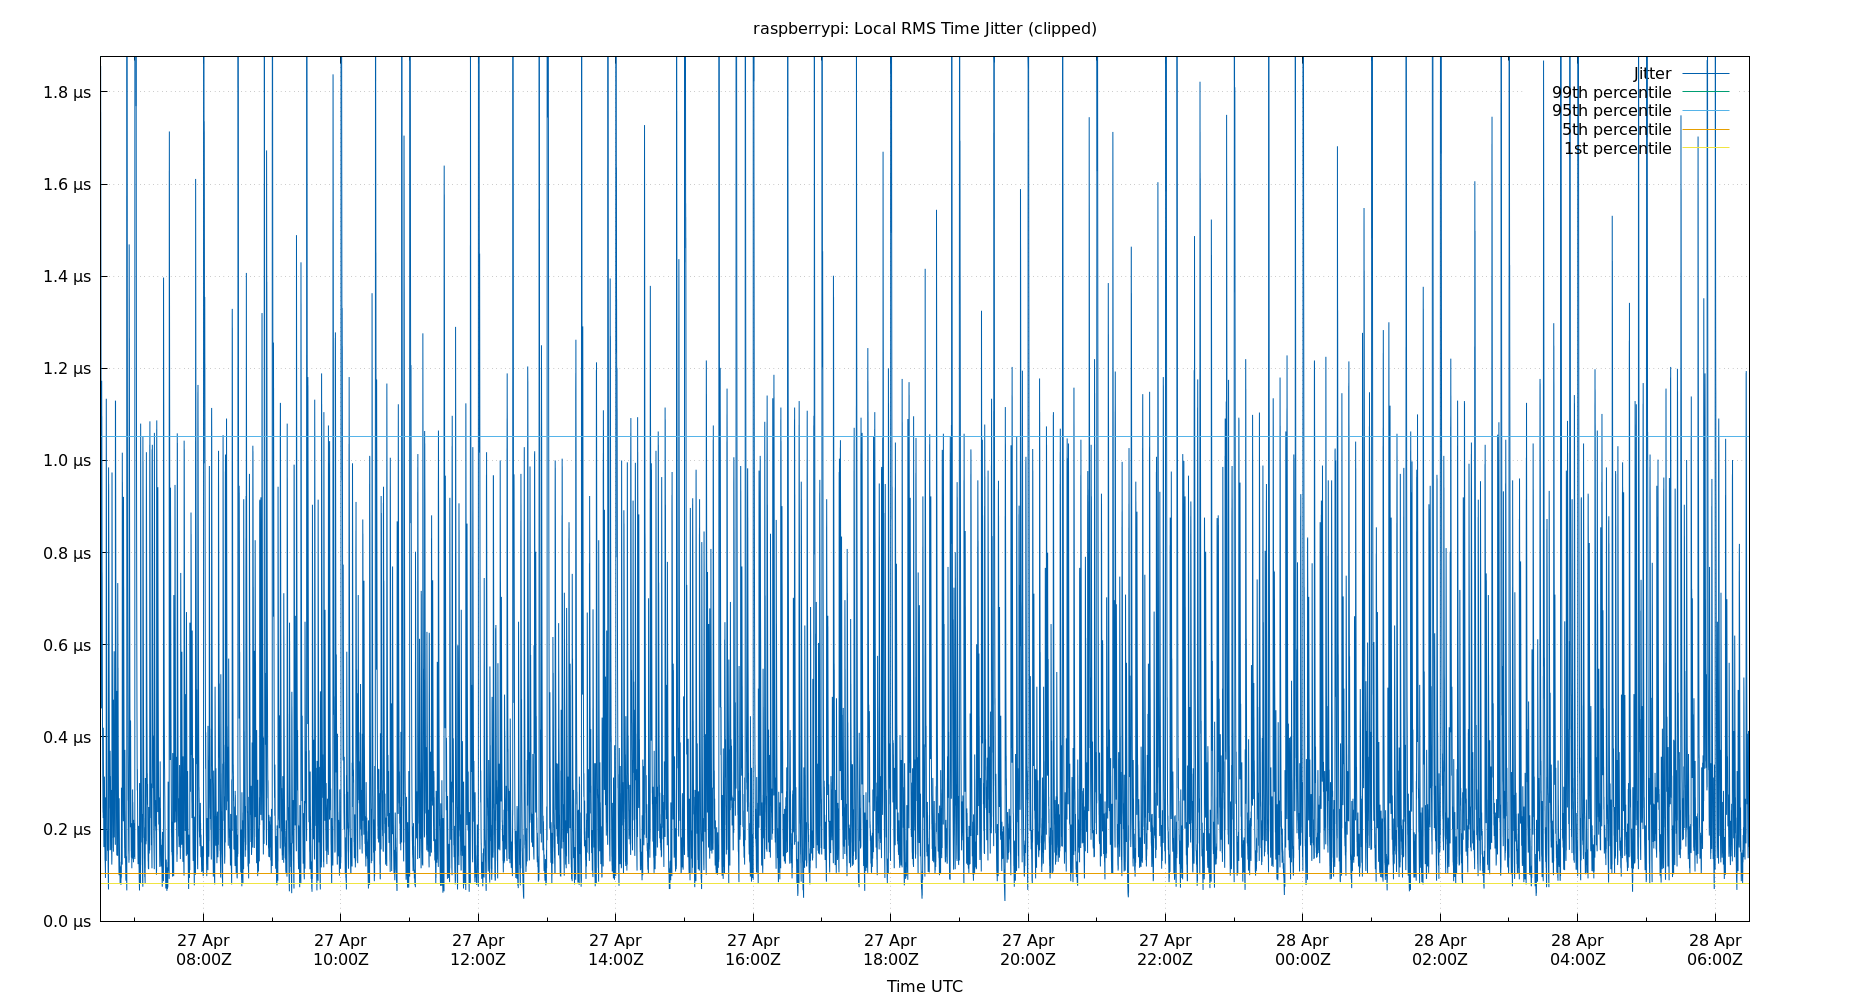 raspberrypi: Local RMS Time Jitter (clipped)
Jitter
99th percentile
95th percentile
5th percentile
1st percentile
1.8 µs
1.6 µs
1.4 µs
1.2 µs
1.0 µs
0.8 µs
0.6 µs
0.4 µs
0.2 µs
0.0 µs
27 Apr 27 Apr 27 Apr 27 Apr 27 Apr 27 Apr 27 Apr 27 Apr 28 Apr 28 Apr 28 Apr 28 Apr
08:00Z 10:00Z 12:00Z 14:00Z 16:00Z 18:00Z 20:00Z 22:00Z 00:00Z 02:00Z 04:00Z 06:00Z
Time UTC